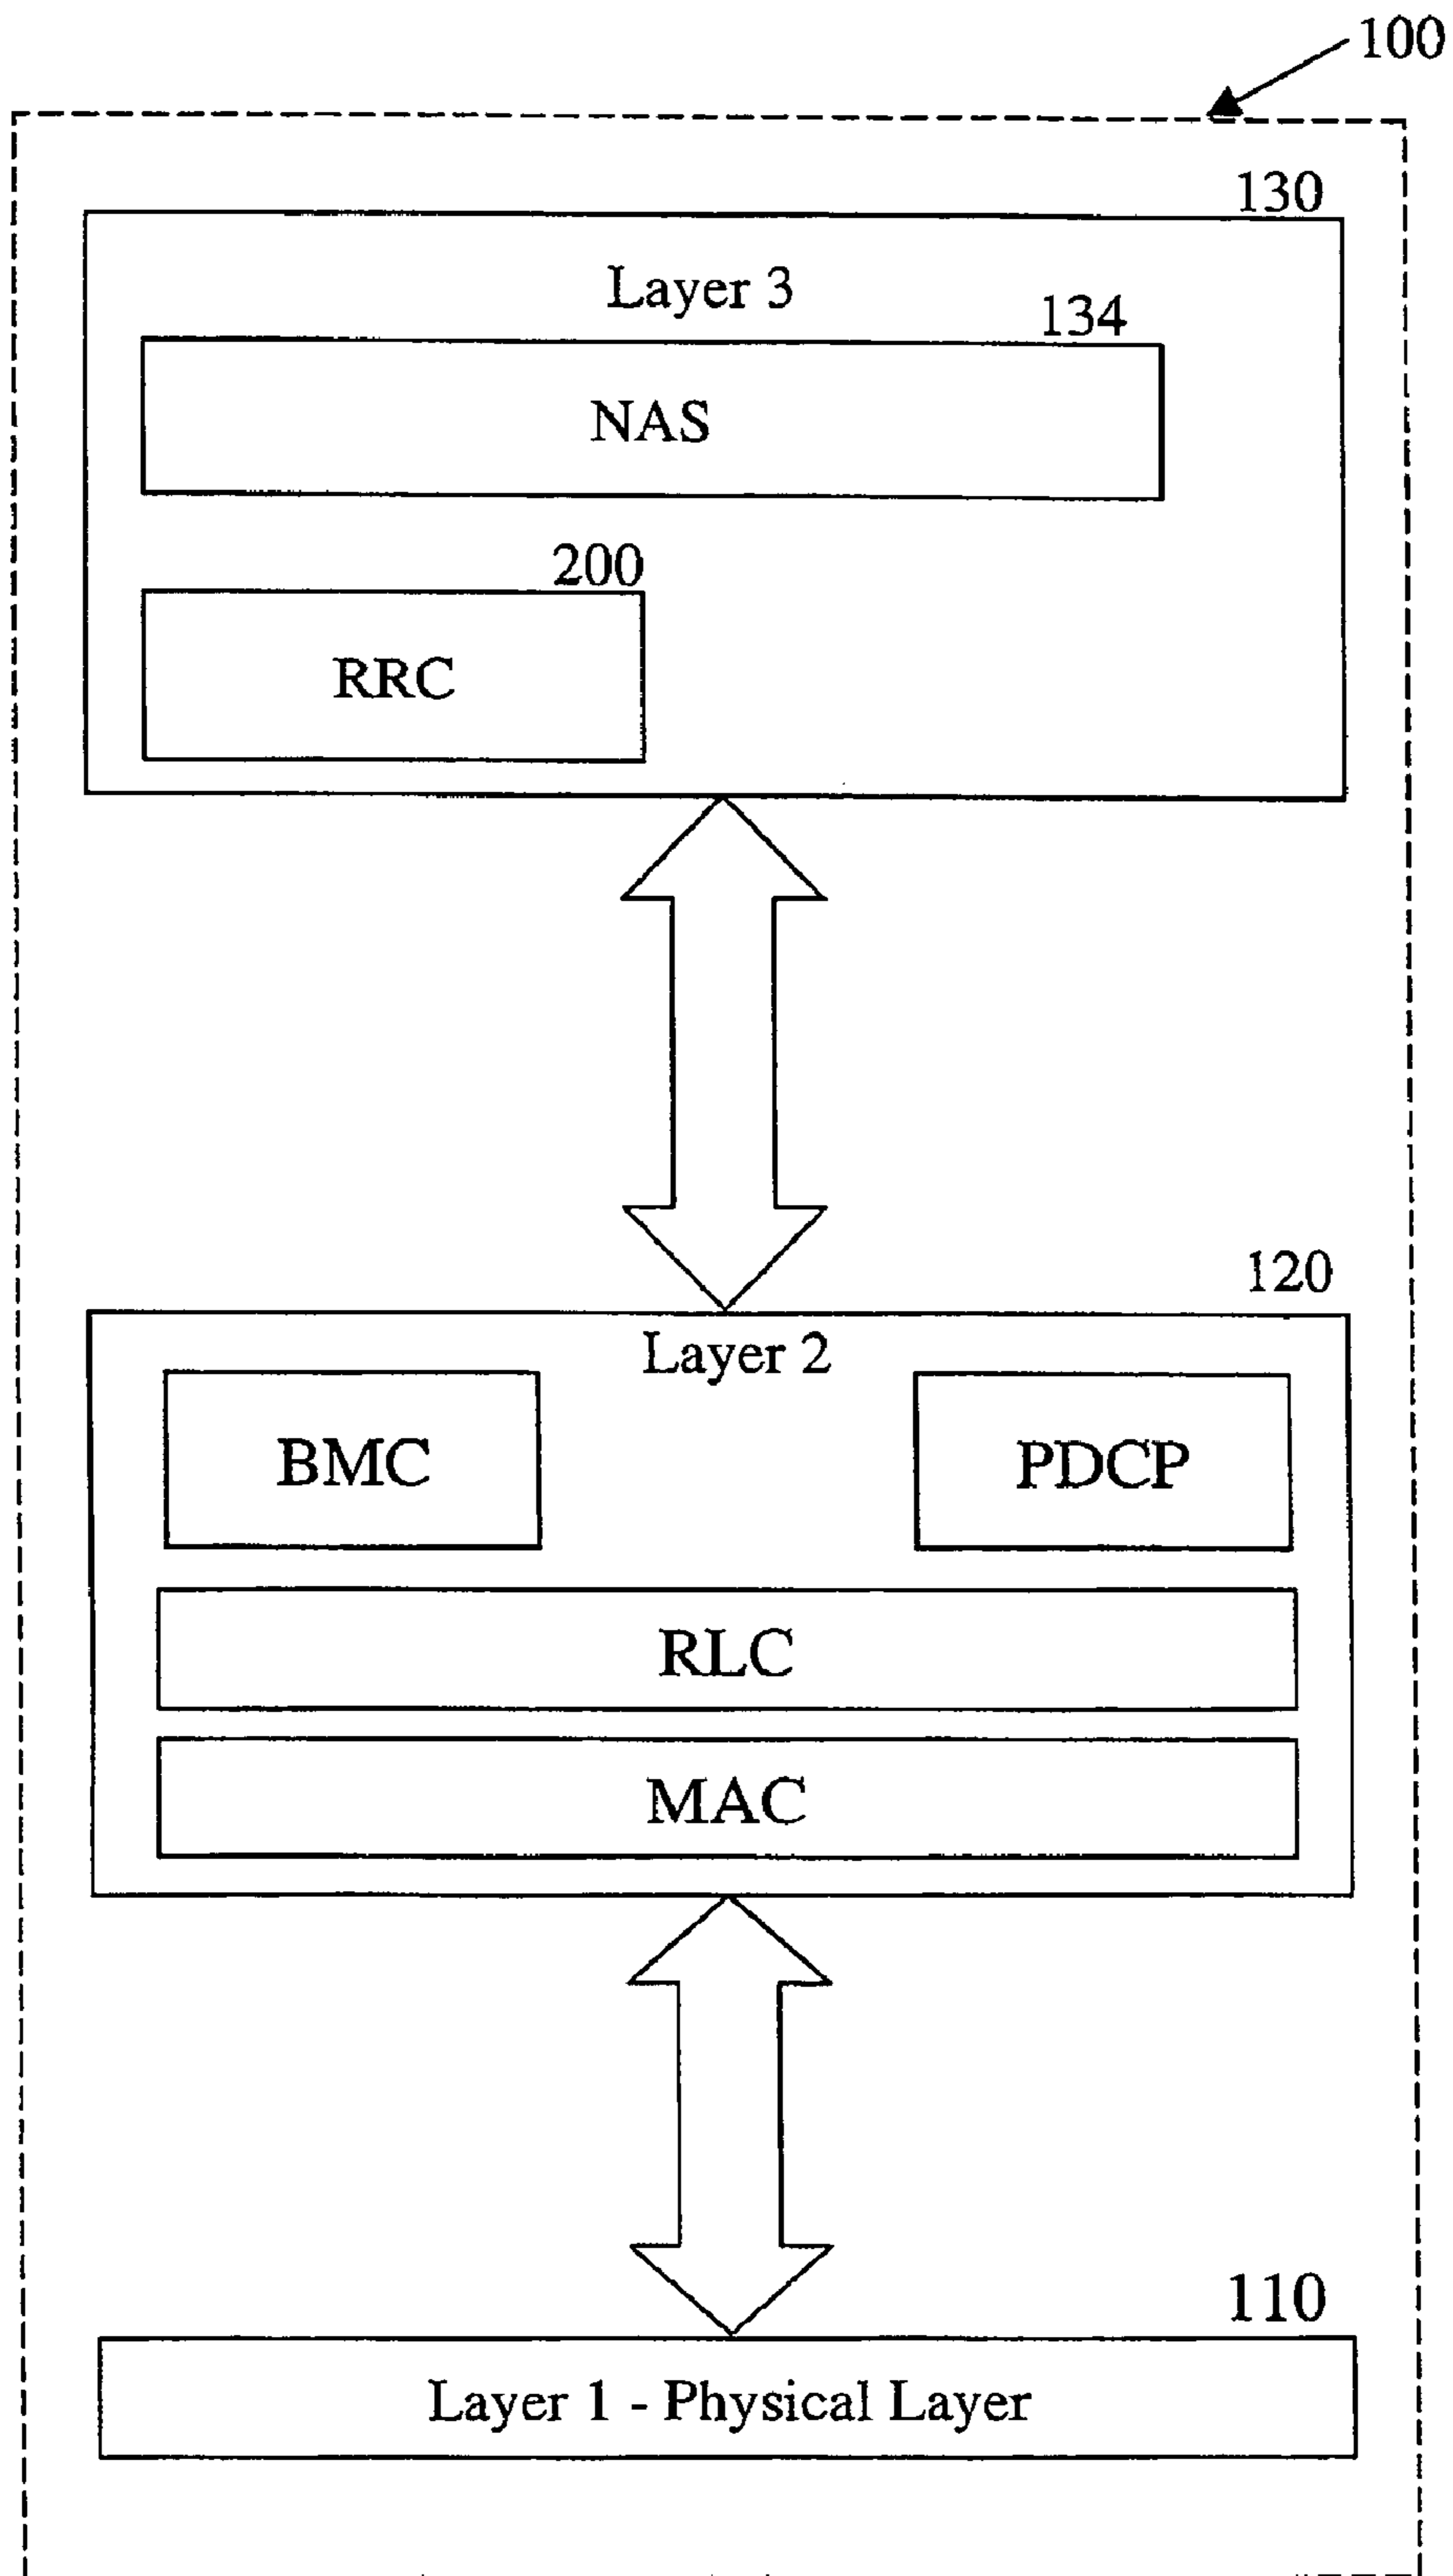 100
130
Layer 3
134
NAS
200
RRC
120
Layer 2
BMC
PDCP
RLC
MAC
110
Layer 1 - Physical Layer